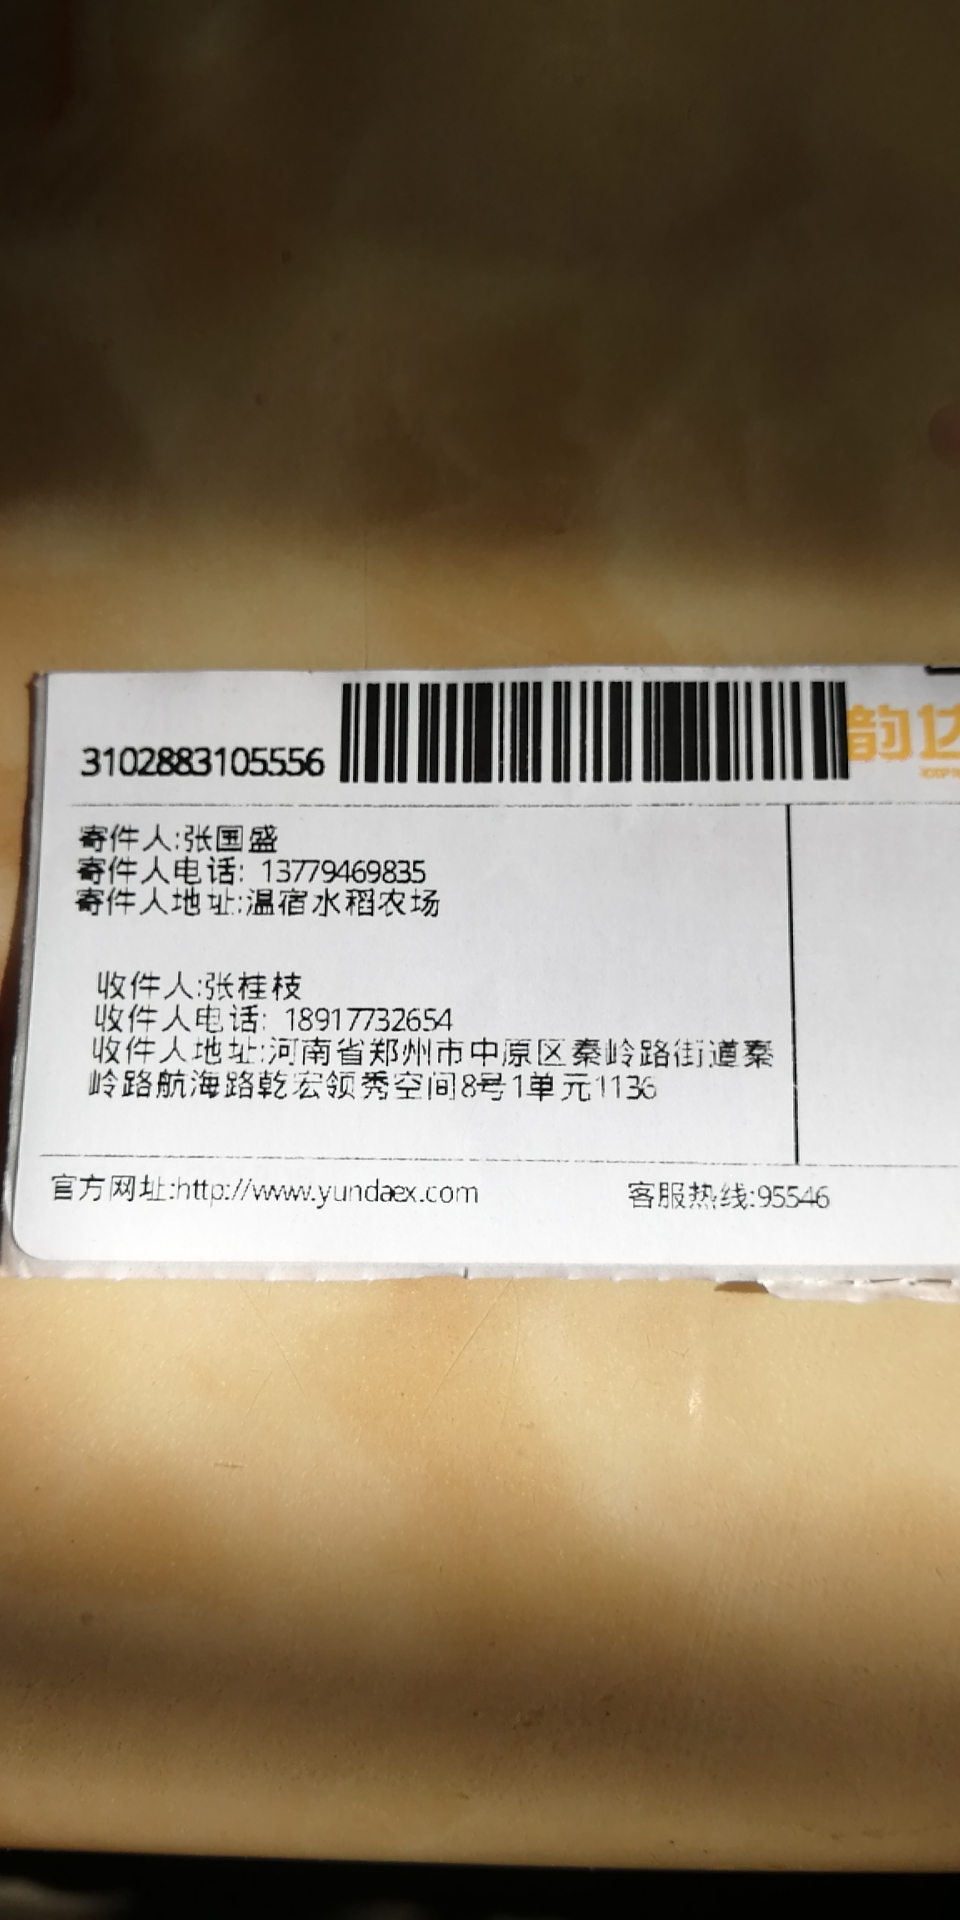 3102883105556
韵达
寄件人:张国盛
寄件人电话: 13779469835
寄件人地址:温宿水稻农场
收件人:张桂枝
收件人电话: 18917732654
收件人地址:河南省郑州市中原区秦岭路街道秦
岭路航海路乾宏领秀空间8号1单元1136
官方网址:http://www.yundaex.com
客服热线:95546